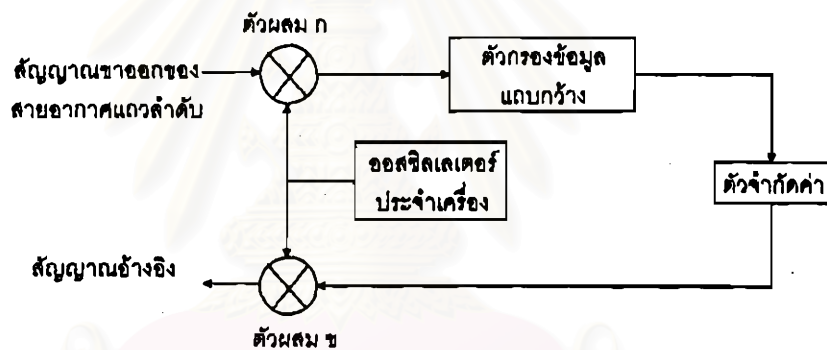 ตัวผสม ก
สัญญาณขาออกของ
สายอากาศแถวลำดับ
ตัวกรองข้อมูล
แถบกว้าง
ออสซิลเลเตอร์
ประจำเครื่อง
ตัวจำกัดค่า
สัญญาณอ้างอิง
ตัวผสม ข